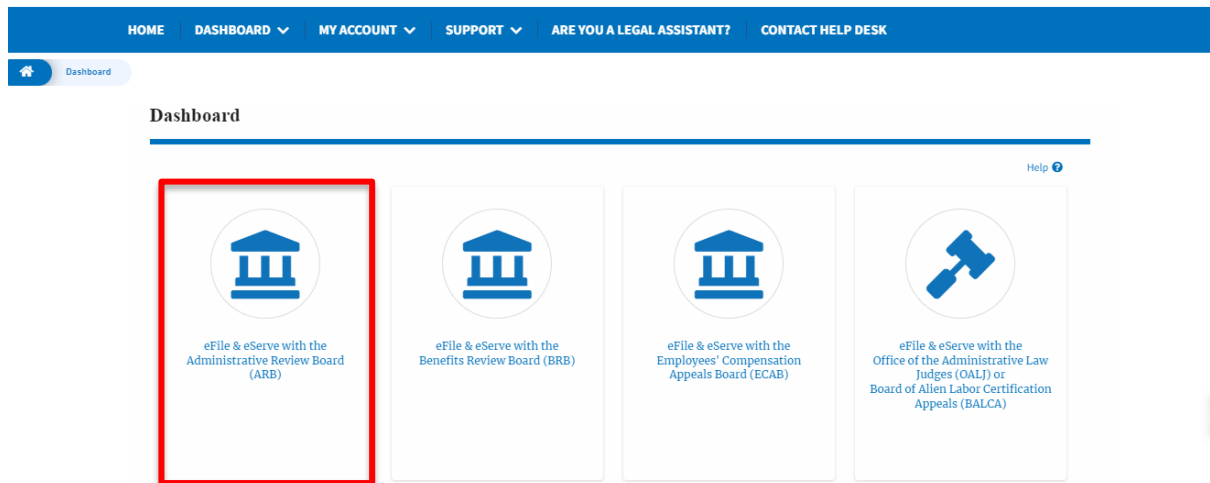 HOME DASHBOARD MY ACCOUNT SUPPORT ARE YOU A LEGAL ASSISTANT? CONTACT HELP DESK
Dashboard
Dashboard
Help
eFile & eServe with the
Administrative Review Board
(ARB)
eFile & eServe with the
Benefits Review Board (BRB)
eFile & eServe with the
Employees' Compensation
Appeals Board (ECAB)
eFile & eServe with the
Office of the Administrative Law
Judges (OALJ) or
Board of Alien Labor Certification
Appeals (BALCA)